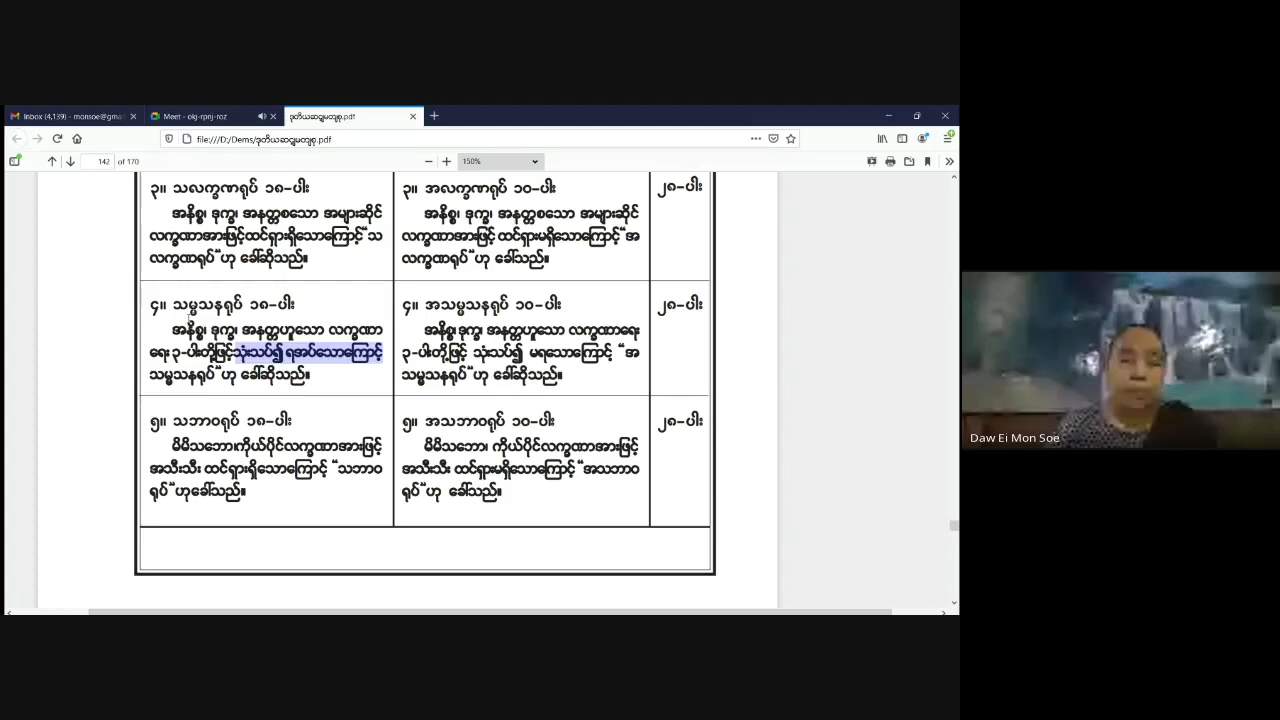 Inbox (4,139) - monsoe@gma
Meet - okj-rpnj-roz
ဒုတိယဆငျ့မတျစု.pdf
file:///D:/Dems/ဒုတိယဆငျ့မတျစု.pdf
142 of 170
150%
၃။ သလက္ခဏရုပ် ၁၈-ပါး
အနိစ္စ၊ ဒုက္ခ၊ အနတ္တစသော အများဆိုင်
လက္ခဏာအားဖြင့်ထင်ရှားရှိသောကြောင့်“သ
လက္ခဏရုပ်“ဟု ခေါ်ဆိုသည်။
၃။ အလက္ခဏရုပ် ၁၀-ပါး
အနိစ္စ၊ ဒုက္ခ၊ အနတ္တစသော အများဆိုင်
လက္ခဏာအားဖြင့် ထင်ရှားမရှိသောကြောင့်“အ
လက္ခဏရုပ်“ဟု ခေါ်သည်။
၂၈-ပါး
၄။ သမ္မသနရုပ် ၁၈-ပါး
အနိစ္စ၊ ဒုက္ခ၊ အနတ္တဟူသော လက္ခဏာ
ရေး ၃-ပါးတို့ဖြင့်သုံးသပ်၍ ရအပ်သောကြောင့်
သမ္မသနရုပ်“ဟု ခေါ်ဆိုသည်။
၄။ အသမ္မသနရုပ် ၁၀-ပါး
အနိစ္စ၊ ဒုက္ခ၊ အနတ္တဟူသော လက္ခဏာရေး
၃-ပါးတို့ဖြင့် သုံးသပ်၍ မရသောကြောင့် “အ
သမ္မသနရုပ်“ဟု ခေါ်ဆိုသည်။
၂၈-ပါး
၅။ သဘာဝရုပ် ၁၈-ပါး
မိမိသဘော၊ကိုယ်ပိုင်လက္ခဏာအားဖြင့်
အသီးသီး ထင်ရှားရှိသောကြောင့် “သဘာဝ
ရုပ်“ဟုခေါ်သည်။
၅။ အသဘာဝရုပ် ၁၀-ပါး
မိမိသဘော၊ ကိုယ်ပိုင်လက္ခဏာအားဖြင့်
အသီးသီး ထင်ရှားမရှိသောကြောင့် “အသဘာဝ
ရုပ်“ဟု ခေါ်သည်။
၂၈-ပါး
Daw Ei Mon Soe